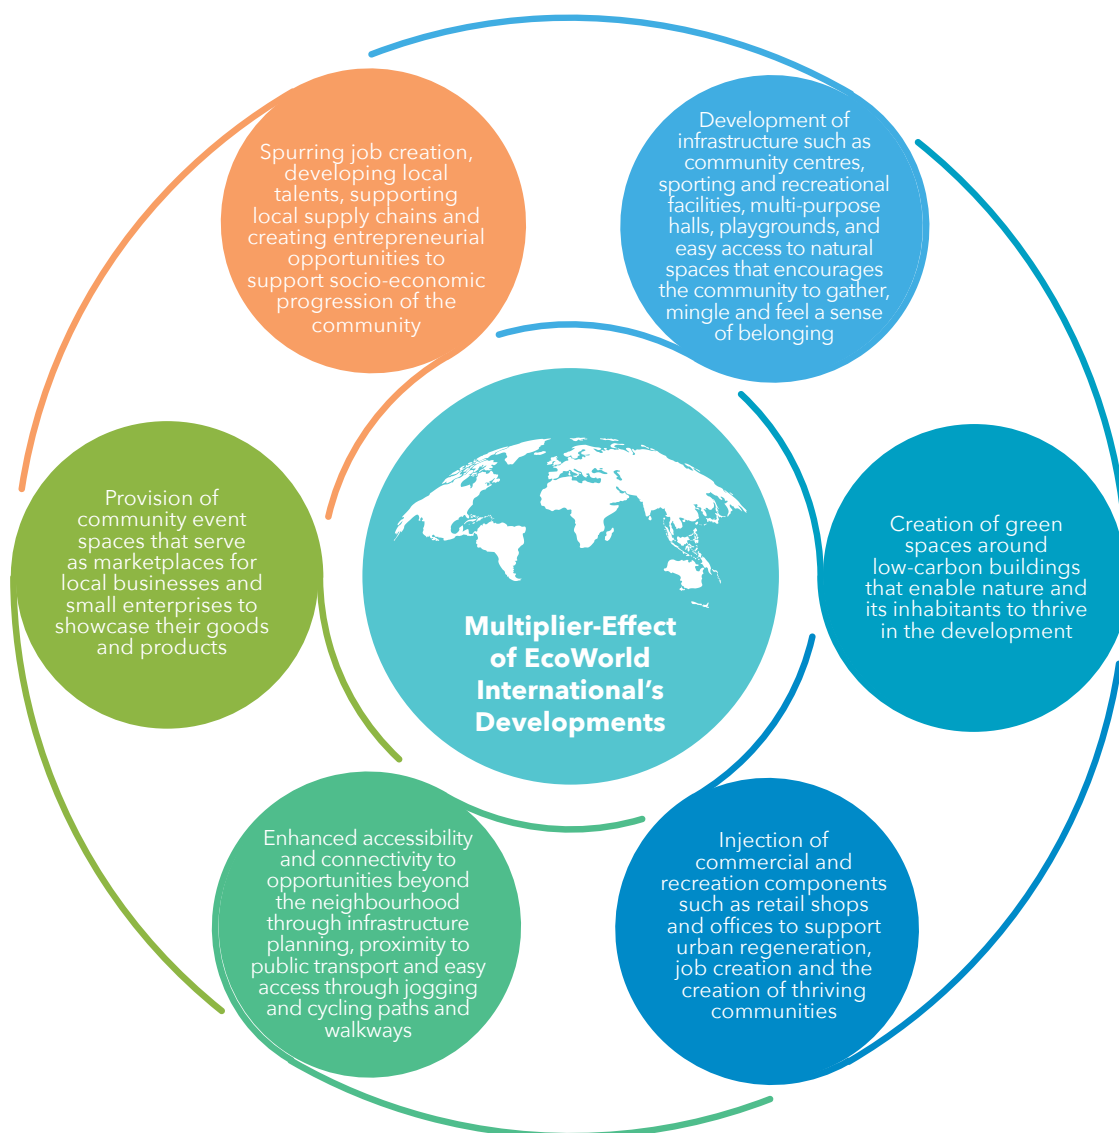 Spurring job creation,
developing local
talents, supporting
local supply chains and
creating entrepreneurial
opportunities to
support socio-economic
progression of the
community
Development of
infrastructure such as
community centres,
sporting and recreational
facilities, multi-purpose
halls, playgrounds, and
easy access to natural
spaces that encourages
the community to gather,
mingle and feel a sense
of belonging
Provision of
community event
spaces that serve
as marketplaces for
local businesses and
small enterprises to
showcase their goods
and products
Multiplier-Effect
of EcoWorld
International's
Developments
Creation of green
spaces around
low-carbon buildings
that enable nature and
its inhabitants to thrive
in the development
Enhanced accessibility
and connectivity to
opportunities beyond
the neighbourhood
through infrastructure
planning, proximity to
public transport and easy
access through jogging
and cycling paths and
walkways
Injection of
commercial and
recreation components
such as retail shops
and offices to support
urban regeneration,
job creation and the
creation of thriving
communities